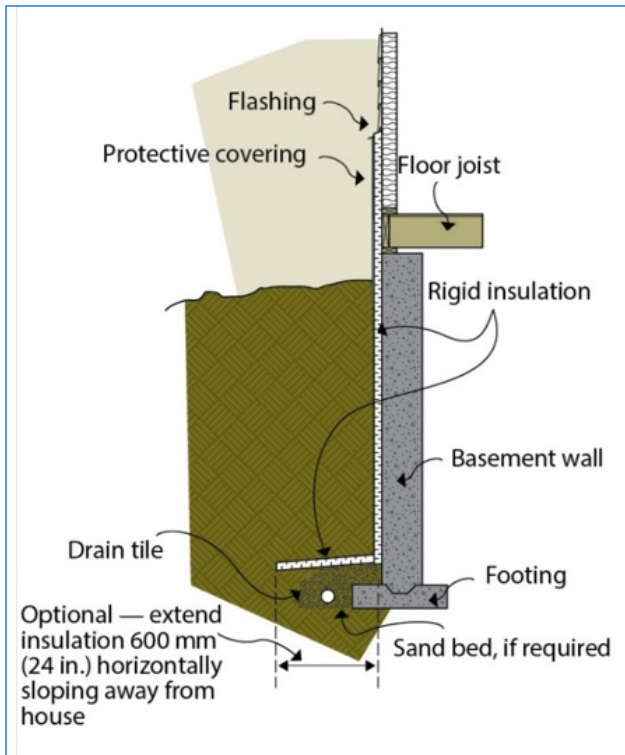 Flashing
Protective covering
Floor joist
Rigid insulation
Basement wall
Drain tile
Footing
Optional — extend
insulation 600 mm
(24 in.) horizontally
sloping away from
house
Sand bed, if required